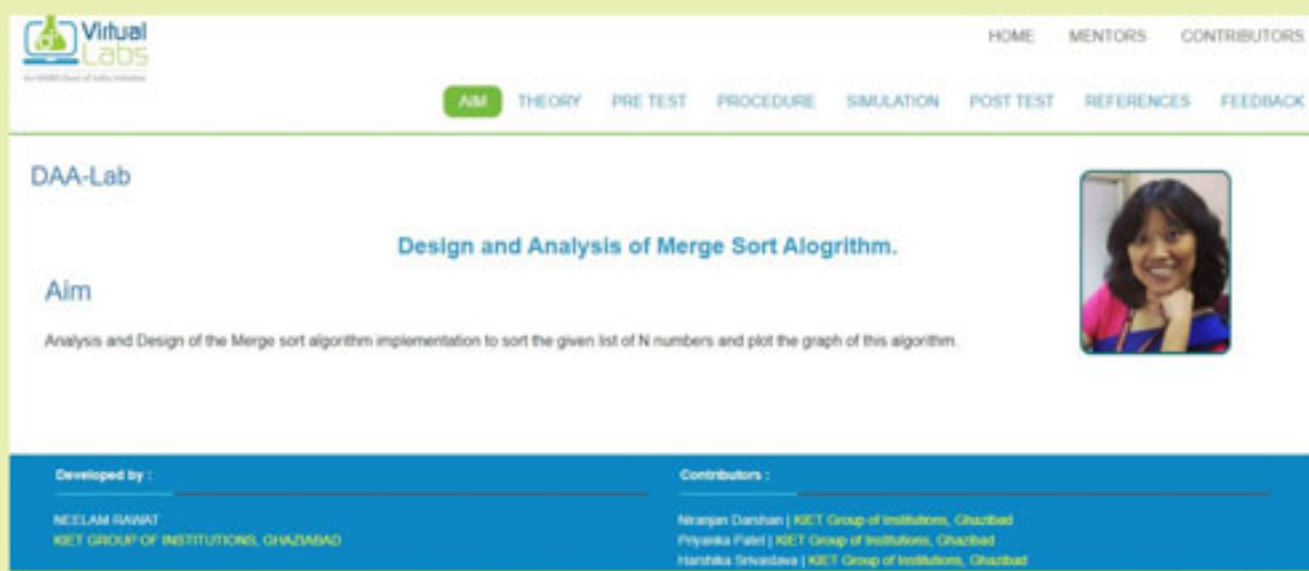 Virtual
Labs
HOME MENTORS CONTRIBUTORS
AIM THEORY PRE TEST PROCEDURE SIMULATION POST TEST REFERENCES FEEDBACK
DAA-Lab
Design and Analysis of Merge Sort Alogrithm.
Aim
Analysis and Design of the Merge sort algorithm implementation to sort the given list of N numbers and plot the graph of this algorithm.
Developed by :
NEELAM RAWAT
KIET GROUP OF INSTITUTIONS, GHAZIABAD
Contributors :
Niranjan Darshan | KIET Group of Institutions, Ghazibad
Priyanka Patel | KIET Group of Institutions, Ghazibad
Harshika Srivastava | KIET Group of Institutions, Ghazibad